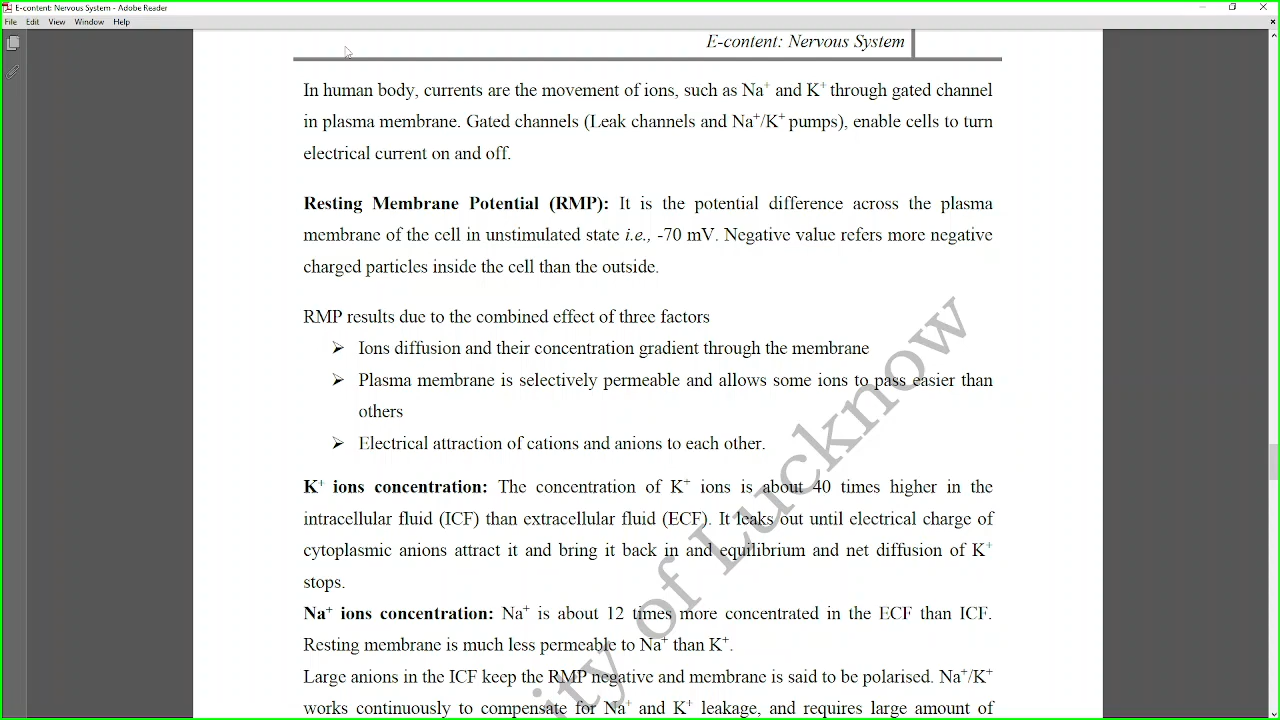 E-content: Nervous System - Adobe Reader
File Edit View Window Help
E-content: Nervous System
In human body, currents are the movement of ions, such as Na⁺ and K⁺ through gated channel
in plasma membrane. Gated channels (Leak channels and Na⁺/K⁺ pumps), enable cells to turn
electrical current on and off.
Resting Membrane Potential (RMP): It is the potential difference across the plasma
membrane of the cell in unstimulated state i.e., -70 mV. Negative value refers more negative
charged particles inside the cell than the outside.
RMP results due to the combined effect of three factors
➢ Ions diffusion and their concentration gradient through the membrane
➢ Plasma membrane is selectively permeable and allows some ions to pass easier than
others
➢ Electrical attraction of cations and anions to each other.
K⁺ ions concentration: The concentration of K⁺ ions is about 40 times higher in the
intracellular fluid (ICF) than extracellular fluid (ECF). It leaks out until electrical charge of
cytoplasmic anions attract it and bring it back in and equilibrium and net diffusion of K⁺
stops.
Na⁺ ions concentration: Na⁺ is about 12 times more concentrated in the ECF than ICF.
Resting membrane is much less permeable to Na⁺ than K⁺.
Large anions in the ICF keep the RMP negative and membrane is said to be polarised. Na⁺/K⁺
works continuously to compensate for Na⁺ and K⁺ leakage, and requires large amount of
ity of Lucknow